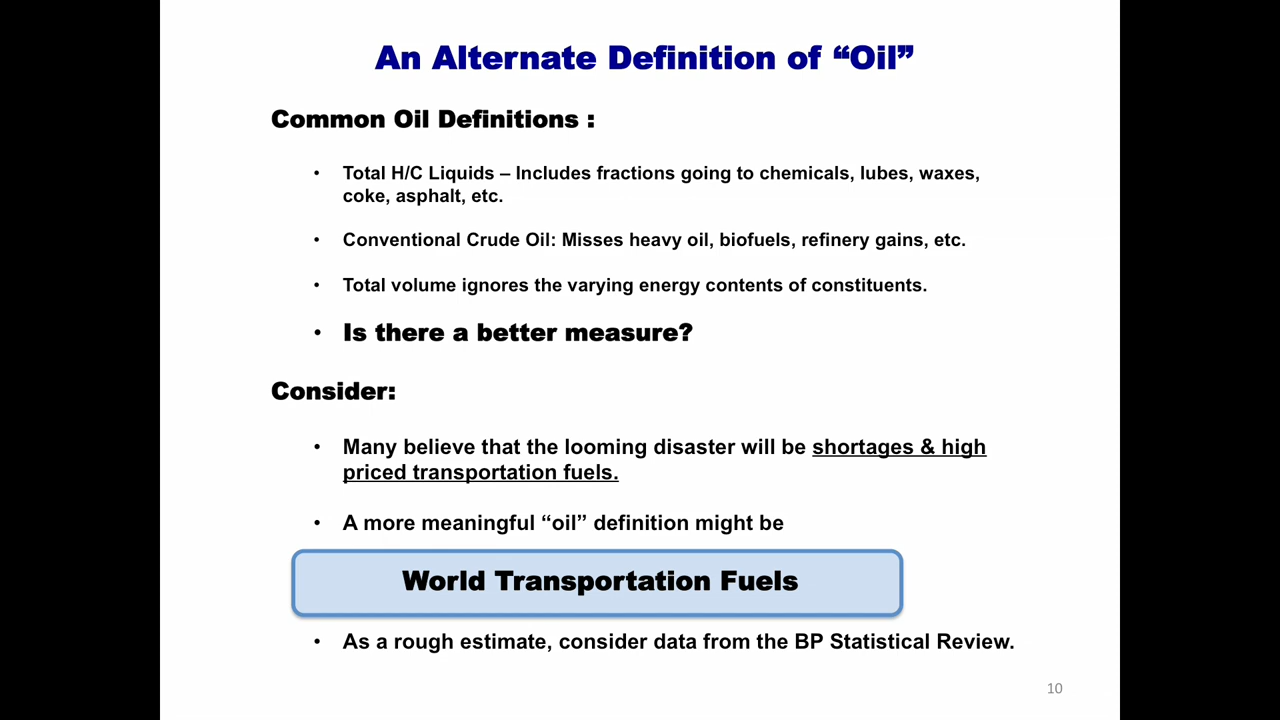 An Alternate Definition of “Oil”
Common Oil Definitions :
• Total H/C Liquids – Includes fractions going to chemicals, lubes, waxes,
coke, asphalt, etc.
• Conventional Crude Oil: Misses heavy oil, biofuels, refinery gains, etc.
• Total volume ignores the varying energy contents of constituents.
• Is there a better measure?
Consider:
• Many believe that the looming disaster will be shortages & high
priced transportation fuels.
• A more meaningful “oil” definition might be
World Transportation Fuels
• As a rough estimate, consider data from the BP Statistical Review.
10